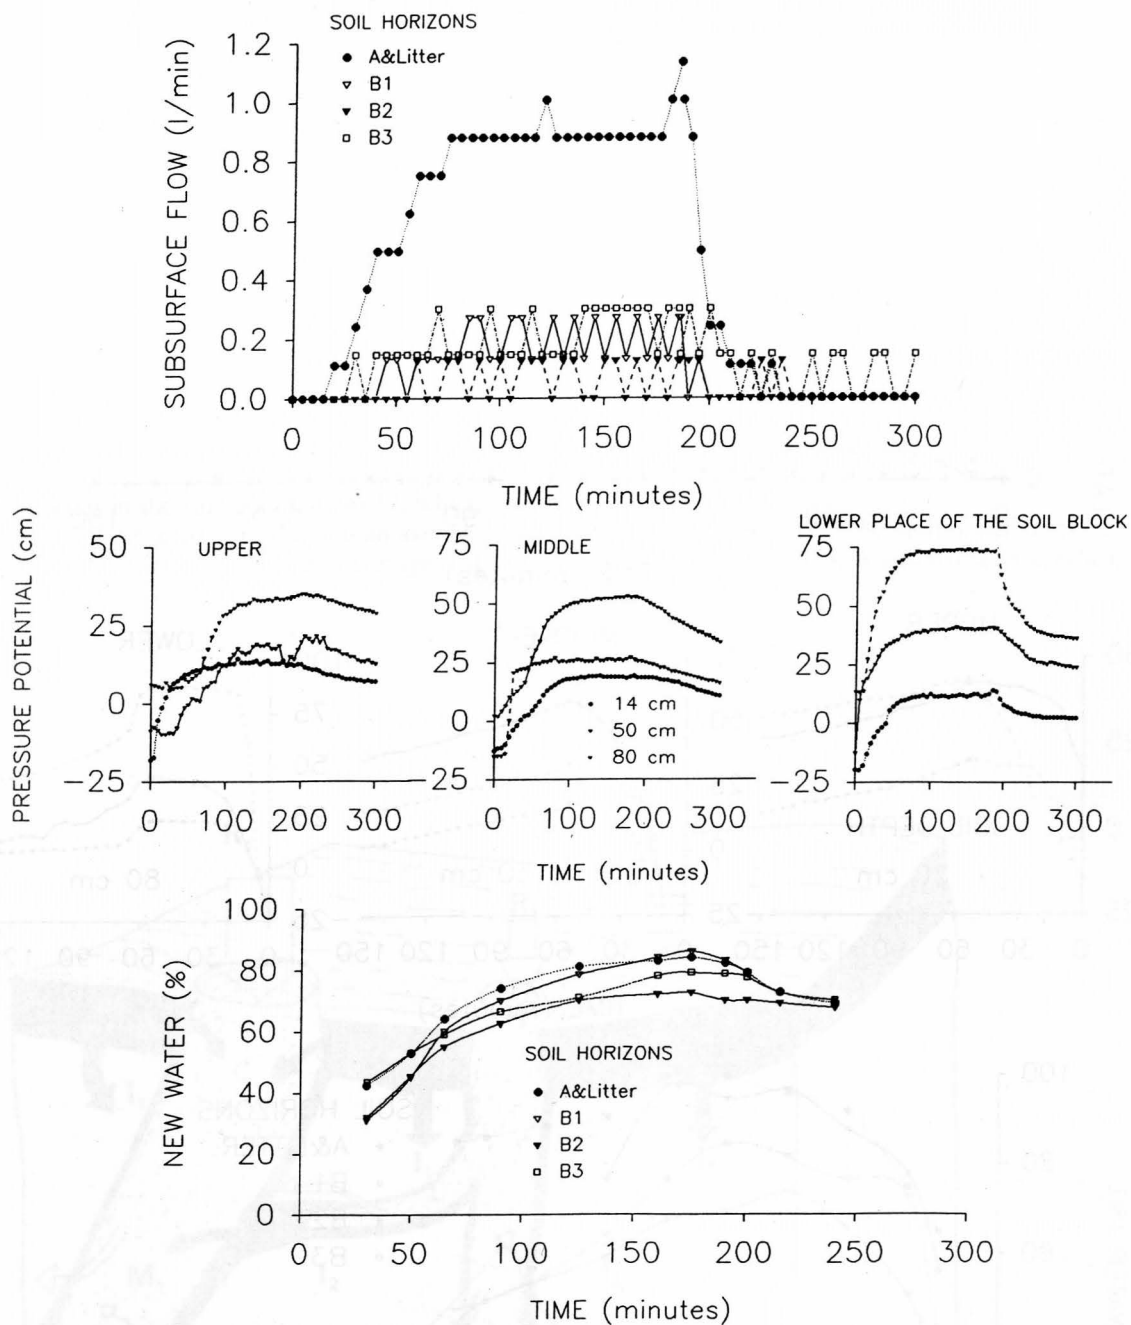 SOIL HORIZONS
A&Litter
B1
B2
B3
SUBSURFACE FLOW (l/min)
1.2
1.0
0.8
0.6
0.4
0.2
0.0
0 50 100 150 200 250 300
TIME (minutes)
PRESSURE POTENTIAL (cm)
UPPER
50
25
0
−25
0 100 200 300
MIDDLE
75
50
25
0
−25
14 cm
50 cm
80 cm
0 100 200 300
LOWER PLACE OF THE SOIL BLOCK
75
50
25
0
−25
0 100 200 300
TIME (minutes)
NEW WATER (%)
100
80
60
40
20
0
SOIL HORIZONS
A&Litter
B1
B2
B3
0 50 100 150 200 250 300
TIME (minutes)